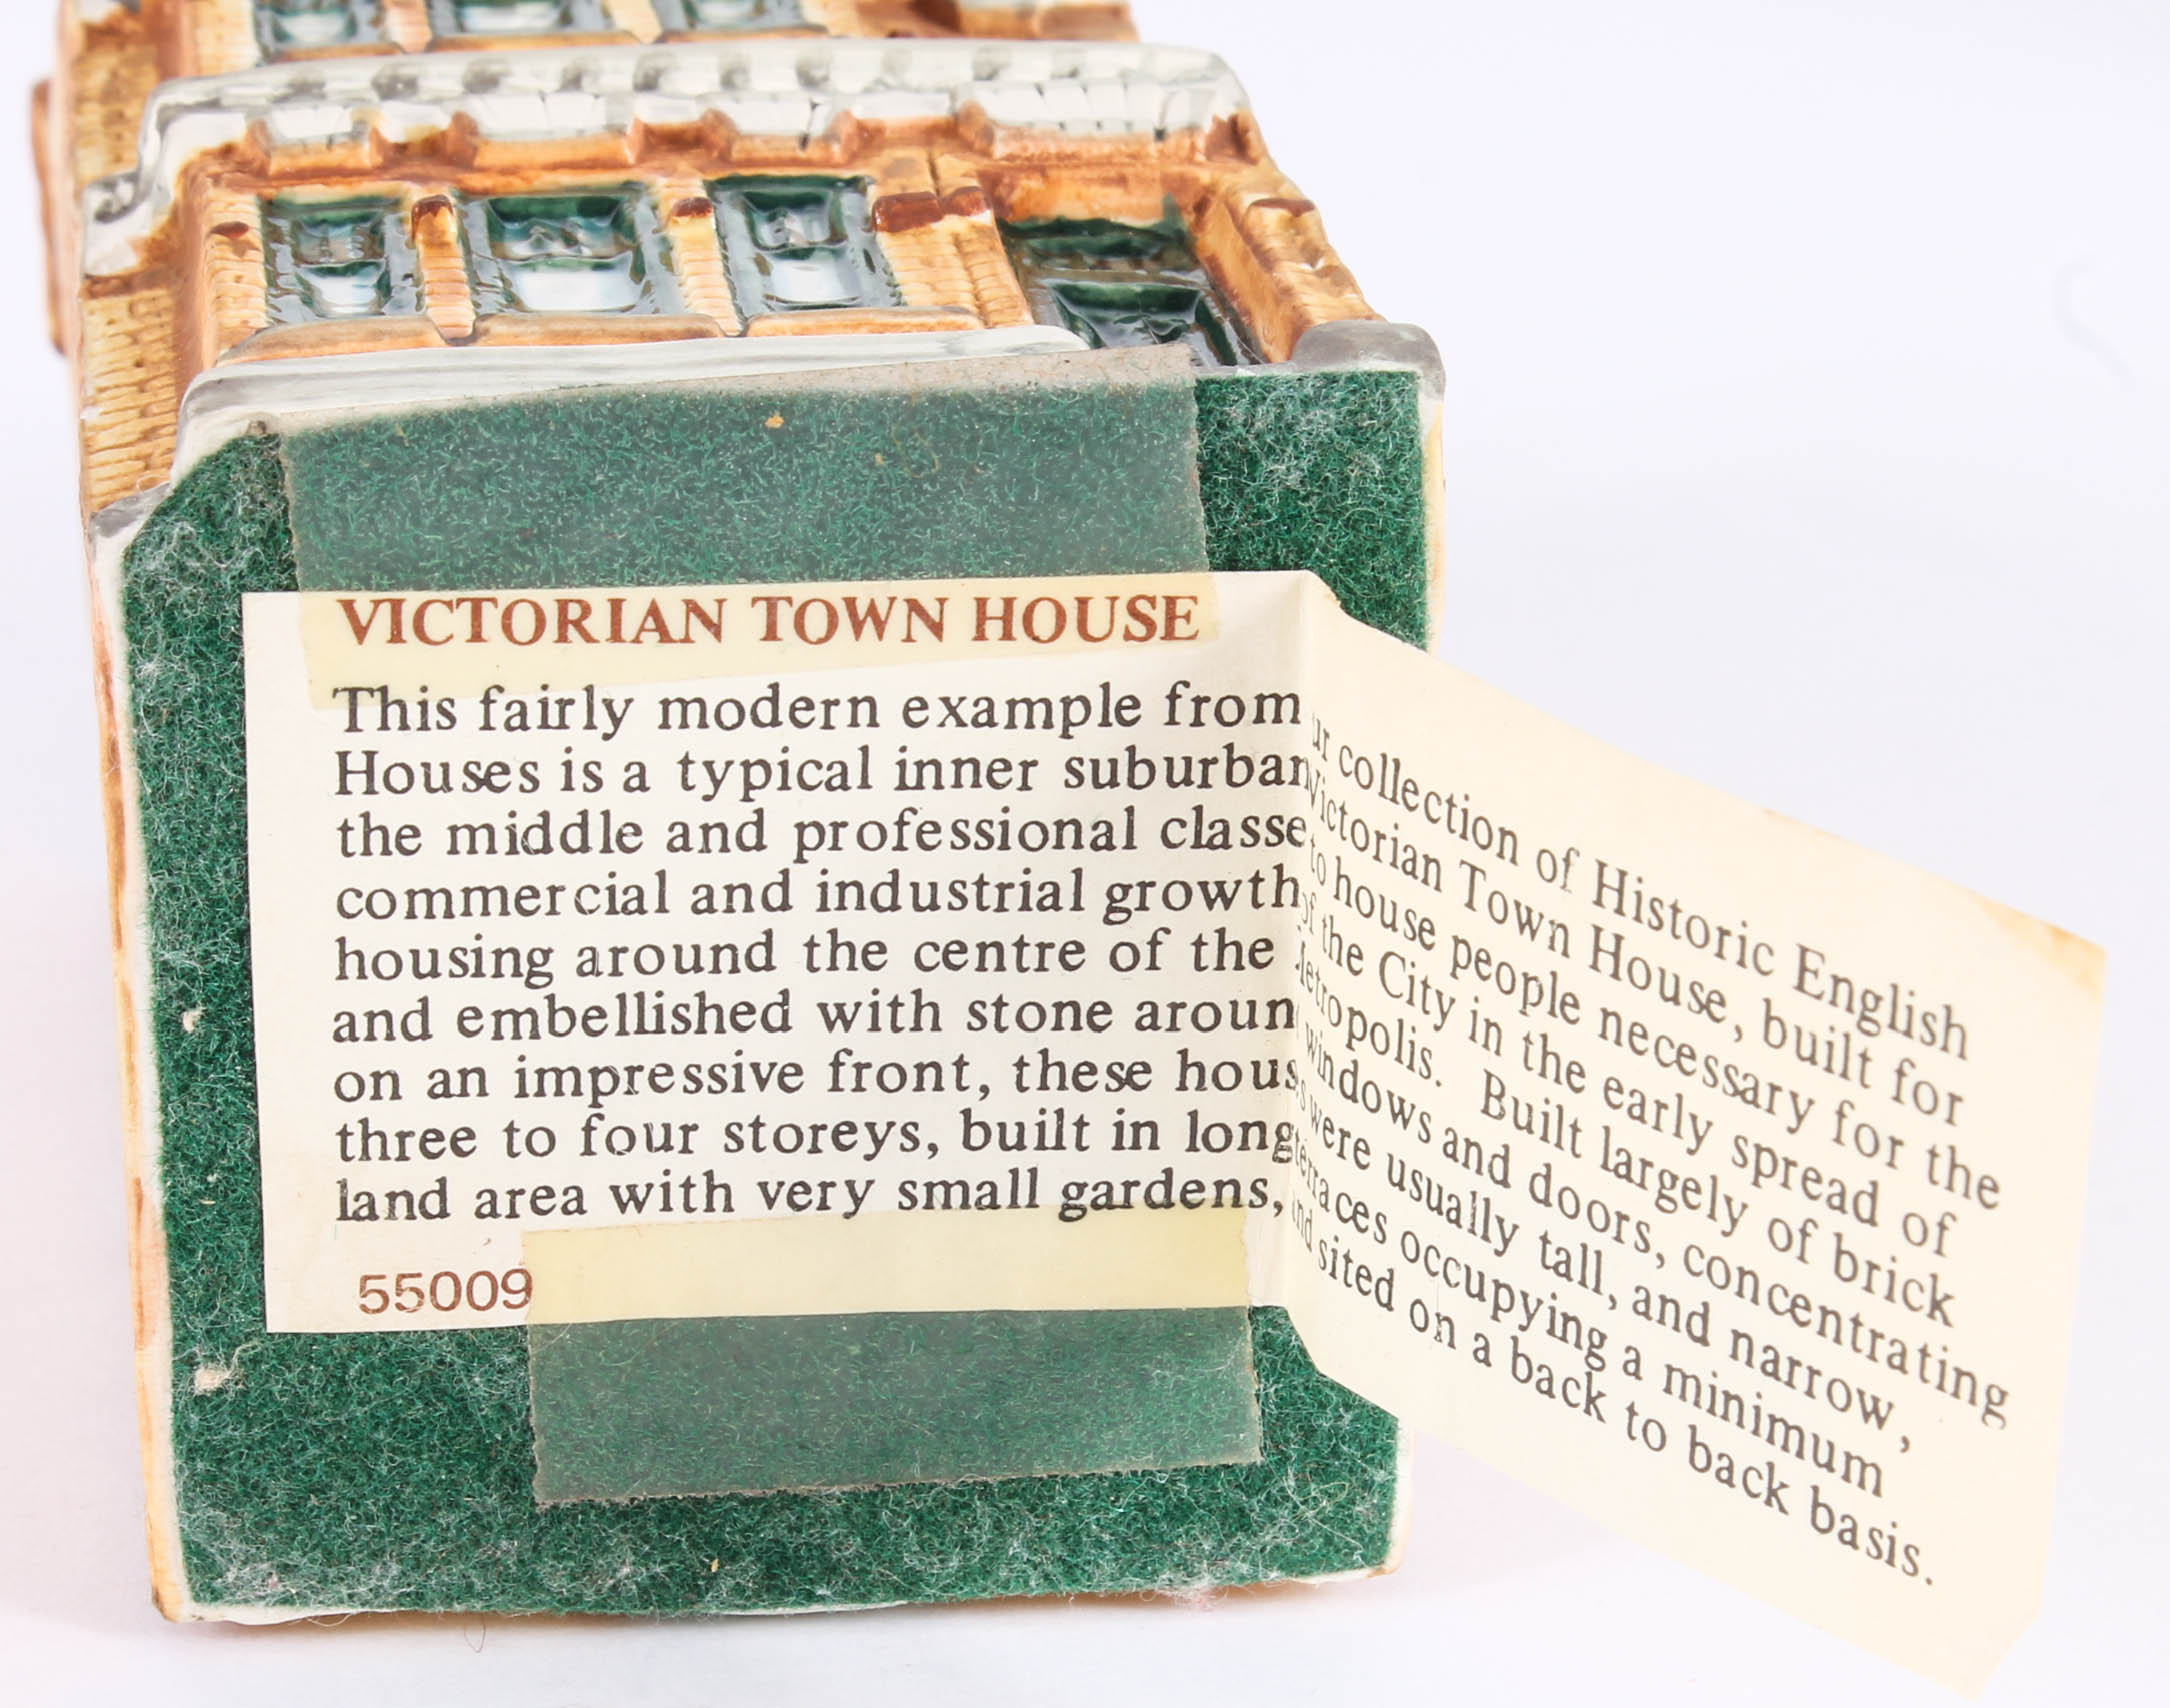 VICTORIAN TOWN HOUSE
This fairly modern example from our collection of Historic English
Houses is a typical inner suburban Victorian Town House, built for
the middle and professional classes to house people necessary for the
commercial and industrial growth of the City in the early spread of
housing around the centre of the Metropolis. Built largely of brick
and embellished with stone around windows and doors, concentrating
on an impressive front, these houses were usually tall, and narrow,
three to four storeys, built in long terraces occupying a minimum
land area with very small gardens, and sited on a back to back basis.
55009